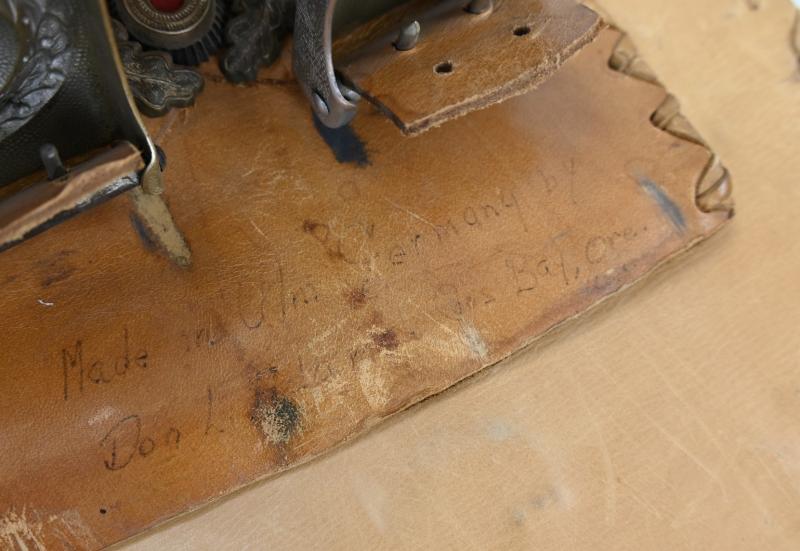 Made in Ulm Germany by
Don L Bay, Ore.